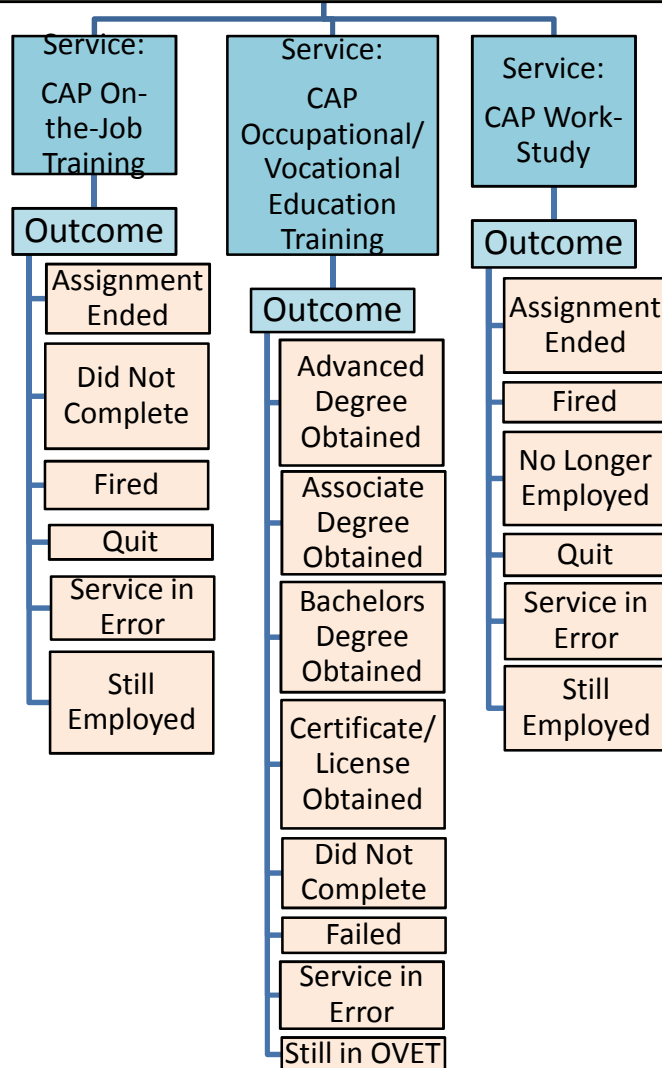 Service:
CAP On-
the-Job
Training
Outcome
Assignment
Ended
Did Not
Complete
Fired
Quit
Service in
Error
Still
Employed
Service:
CAP
Occupational/
Vocational
Education
Training
Outcome
Advanced
Degree
Obtained
Associate
Degree
Obtained
Bachelors
Degree
Obtained
Certificate/
License
Obtained
Did Not
Complete
Failed
Service in
Error
Still in OVET
Service:
CAP Work-
Study
Outcome
Assignment
Ended
Fired
No Longer
Employed
Quit
Service in
Error
Still
Employed